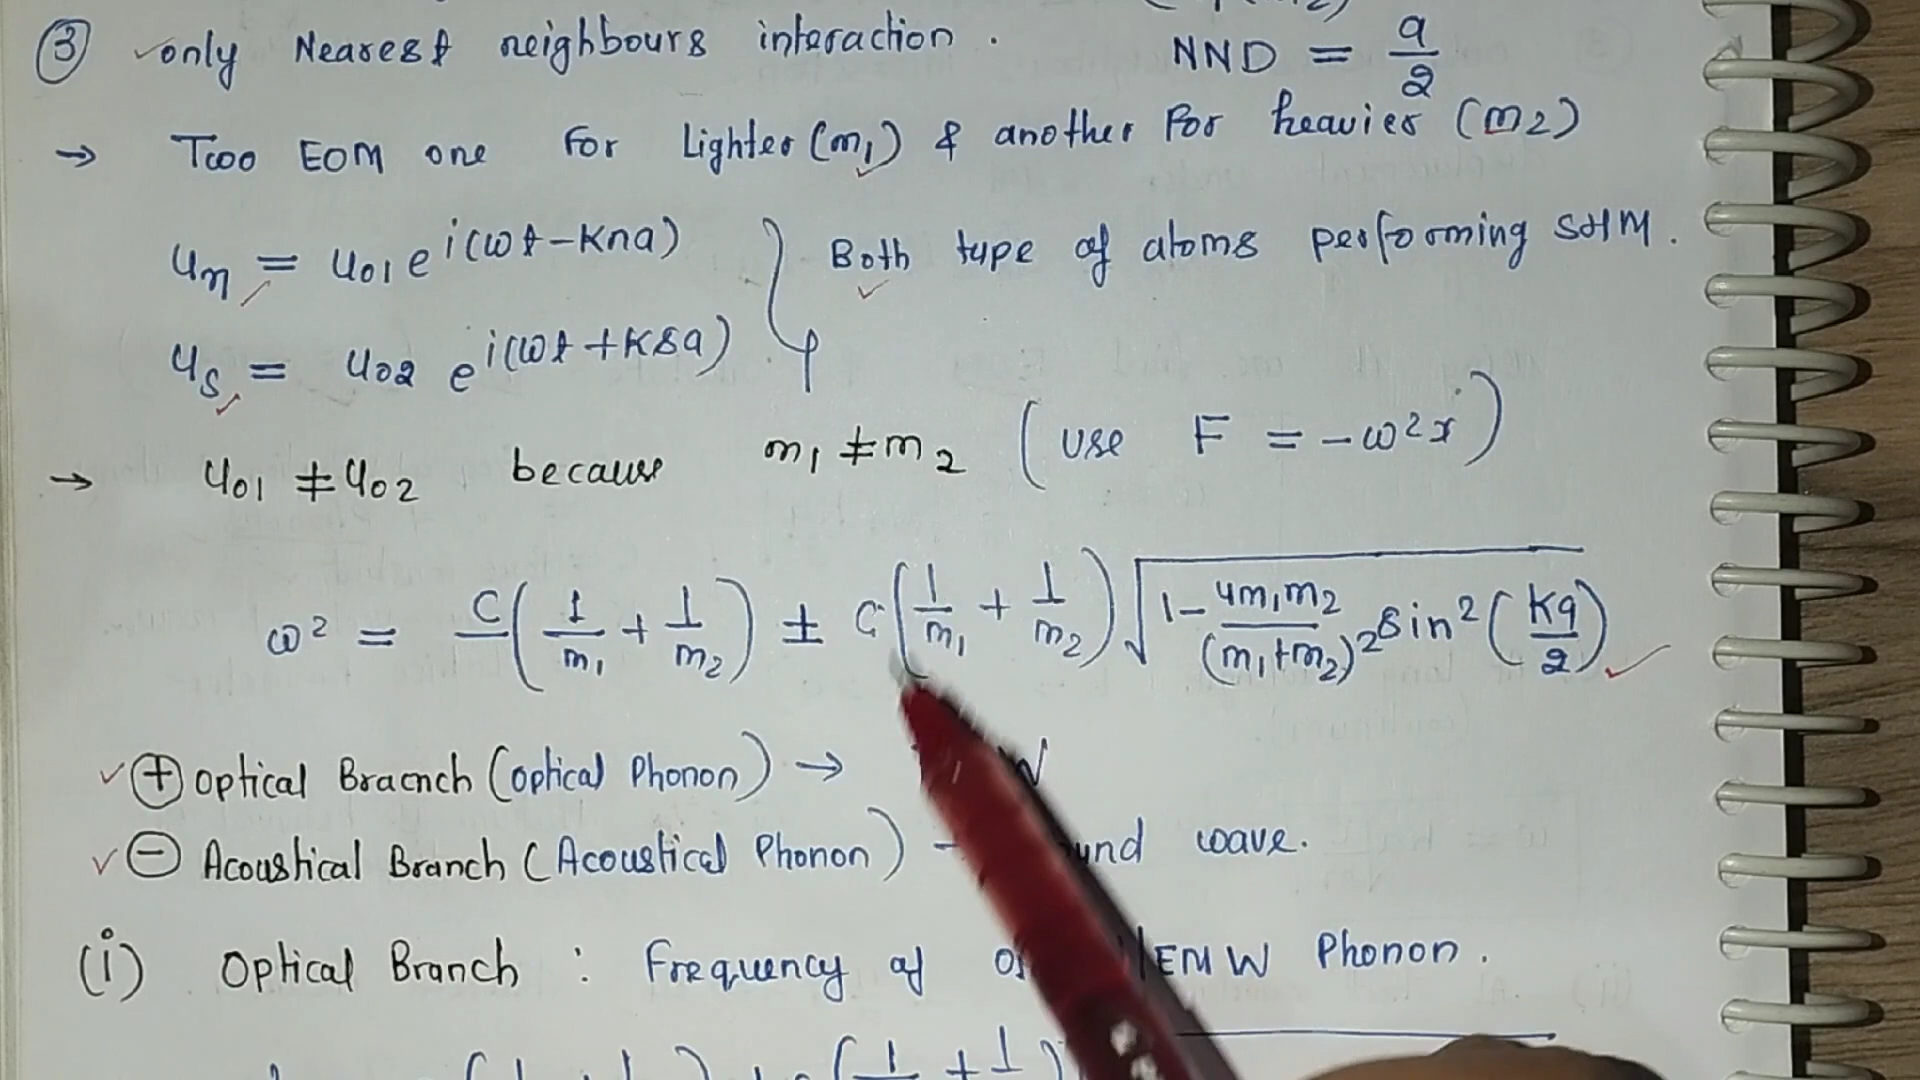 ③ only Nearest neighbours interaction . NND = a/2
→ Two EOM one For Lighter (m₁) & another For heavier (m2)
uₙ = u₀₁ e^i(ωt-Kna) } Both type of atoms performing SHM .
u_s = u₀₂ e^i(ωt+Ksa)
→ u₀₁ ≠ u₀₂ because m₁ ≠ m₂ (use F = -ω²x)
ω² = C(1/m₁ + 1/m₂) ± C(1/m₁ + 1/m₂)√1- 4m₁m₂/(m₁+m₂)² sin²(Ka/2)
⊕ Optical Bracnch (optical Phonon) →
⊖ Acoustical Branch (Acoustical Phonon) wave.
(i) Optical Branch : Frequency of EMW Phonon .